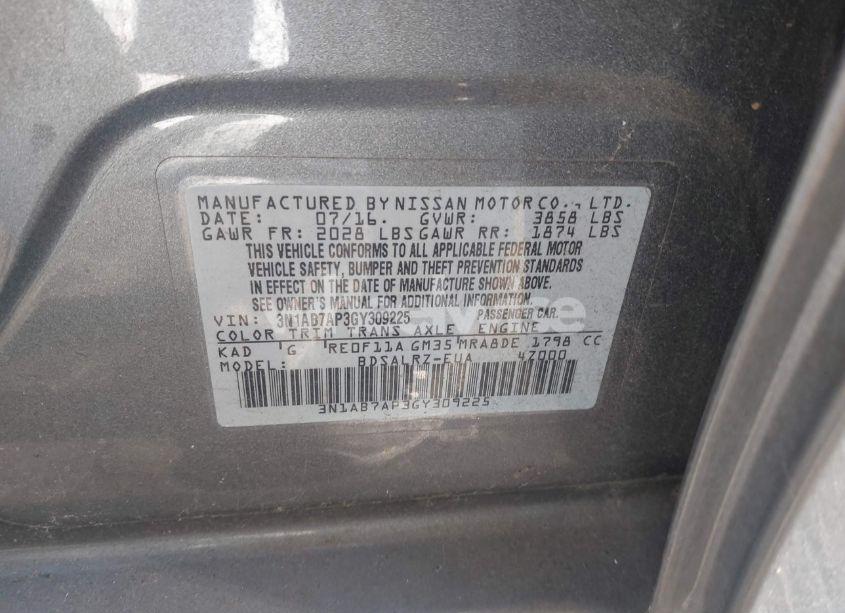 MANUFACTURED BY NISSAN MOTOR CO., LTD.
DATE: 07/16. GVWR: 3858 LBS
GAWR FR: 2028 LBS GAWR RR: 1874 LBS
THIS VEHICLE CONFORMS TO ALL APPLICABLE FEDERAL MOTOR
VEHICLE SAFETY, BUMPER AND THEFT PREVENTION STANDARDS
IN EFFECT ON THE DATE OF MANUFACTURE SHOWN ABOVE.
SEE OWNER'S MANUAL FOR ADDITIONAL INFORMATION.
VIN: 3N1AB7AP3GY309225 PASSENGER CAR.
COLOR TRIM TRANS AXLE ENGINE
KAD G RE0F11A GM35 MRA8DE 1798 CC
MODEL: BDSALRZ-EUA 47000
3N1AB7AP3GY309225